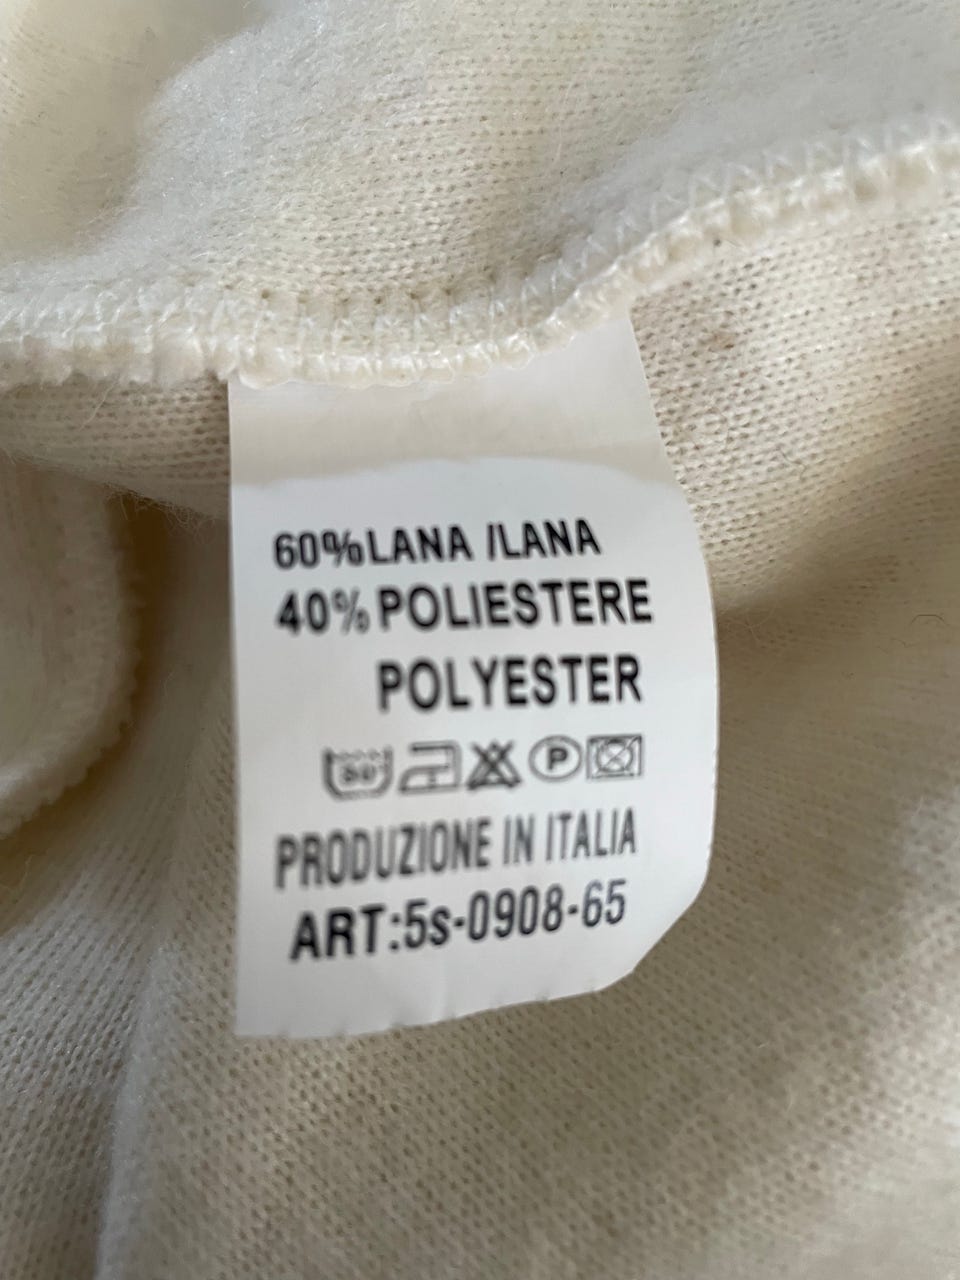 60%LANA /LANA
40%POLIESTERE
POLYESTER
P
PRODUZIONE IN ITALIA
ART:5s-0908-65